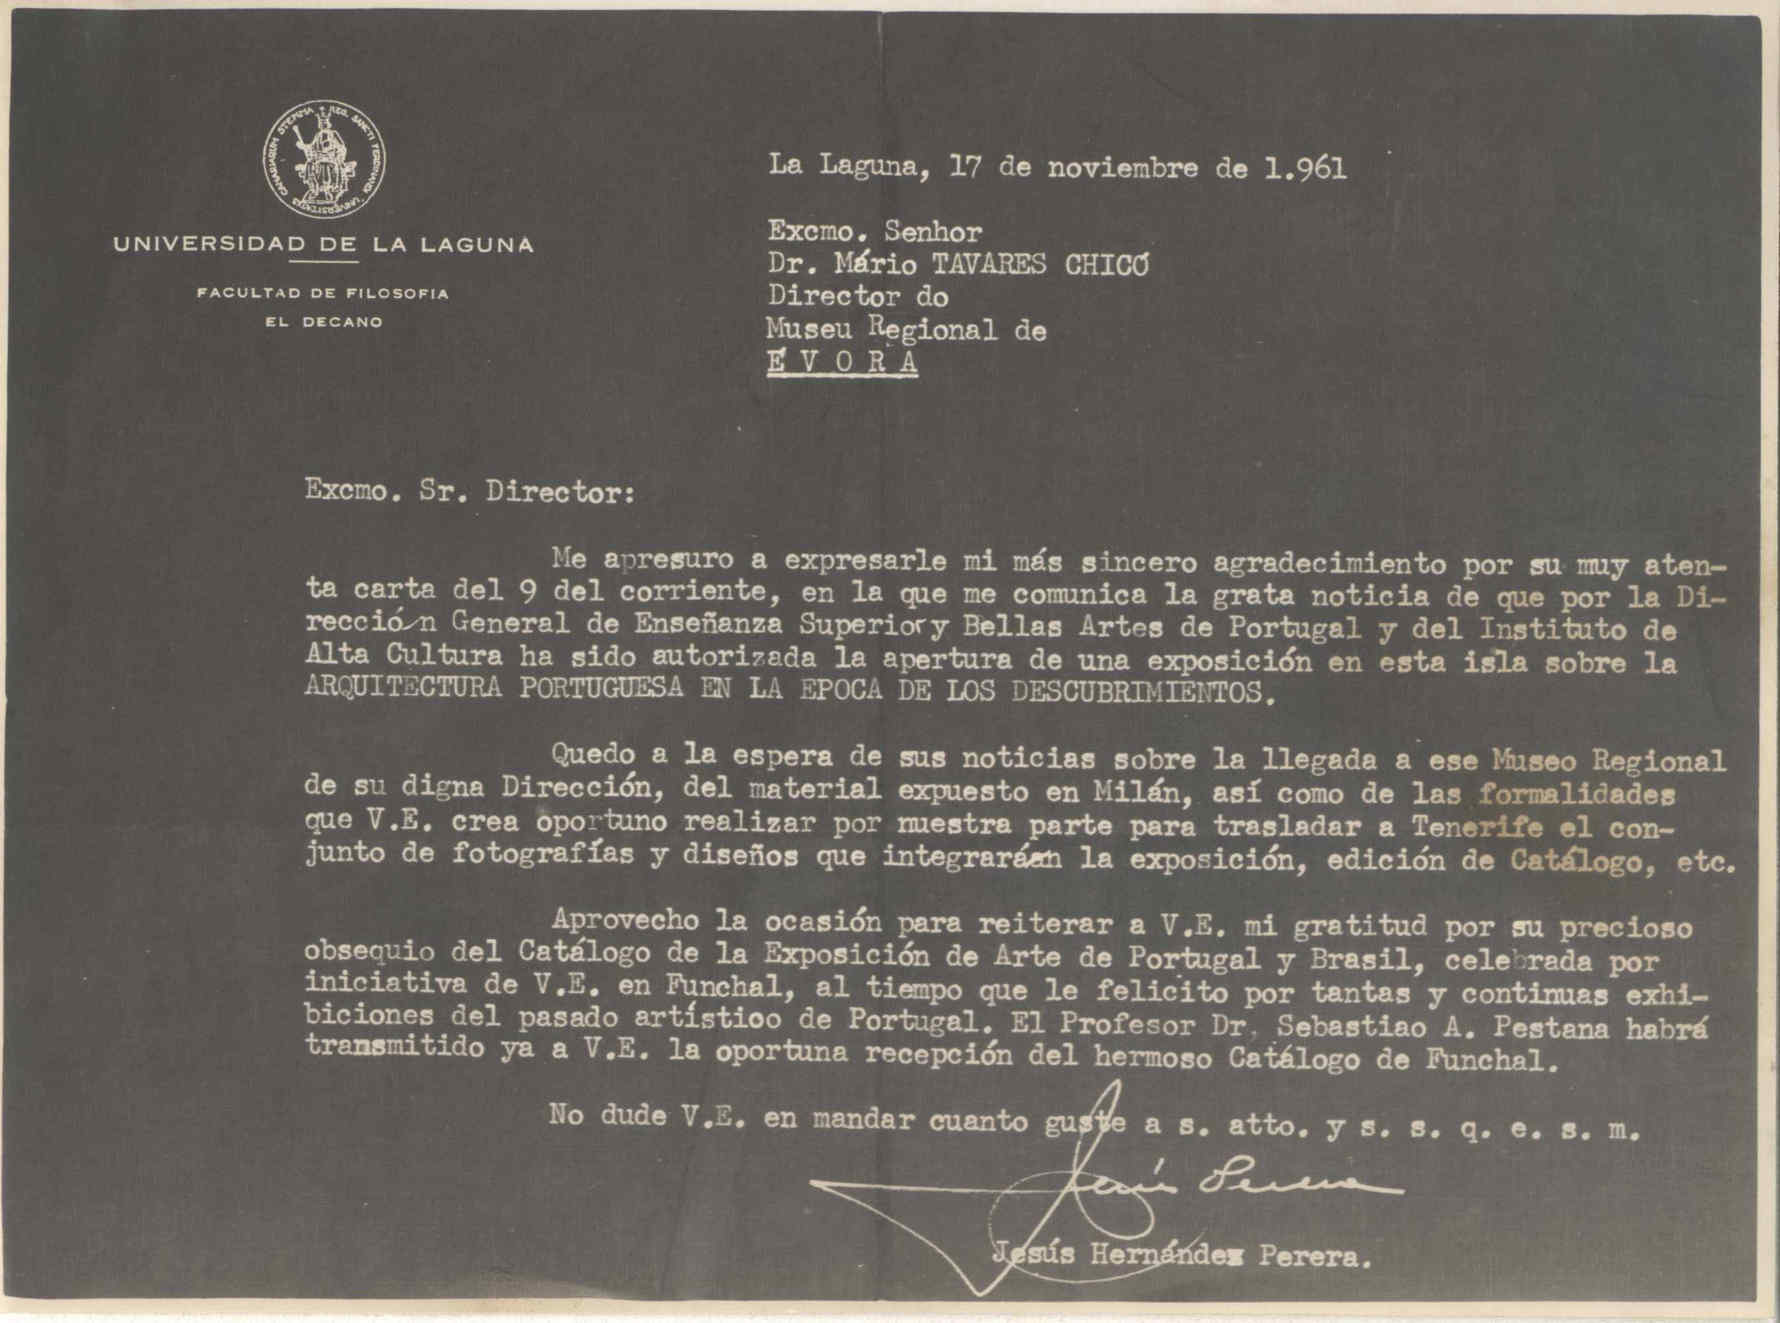 UNIVERSIDAD DE LA LAGUNA
FACULTAD DE FILOSOFIA
EL DECANO
La Laguna, 17 de noviembre de 1.961
Excmo. Senhor
Dr. Mário TAVARES CHICÓ
Director do
Museu Regional de
É V O R A
Excmo. Sr. Director:
Me apresuro a expresarle mi más sincero agradecimiento por su muy aten-
ta carta del 9 del corriente, en la que me comunica la grata noticia de que por la Di-
rección General de Enseñanza Superior y Bellas Artes de Portugal y del Instituto de
Alta Cultura ha sido autorizada la apertura de una exposición en esta isla sobre la
ARQUITECTURA PORTUGUESA EN LA EPOCA DE LOS DESCUBRIMIENTOS.
Quedo a la espera de sus noticias sobre la llegada a ese Museo Regional
de su digna Dirección, del material expuesto en Milán, así como de las formalidades
que V.E. crea oportuno realizar por nuestra parte para trasladar a Tenerife el con-
junto de fotografías y diseños que integrarán la exposición, edición de Catálogo, etc.
Aprovecho la ocasión para reiterar a V.E. mi gratitud por su precioso
obsequio del Catálogo de la Exposición de Arte de Portugal y Brasil, celebrada por
iniciativa de V.E. en Funchal, al tiempo que le felicito por tantas y continuas exhi-
biciones del pasado artístico de Portugal. El Profesor Dr. Sebastiao A. Pestana habrá
transmitido ya a V.E. la oportuna recepción del hermoso Catálogo de Funchal.
No dude V.E. en mandar cuanto guste a s. atto. y s. s. q. e. s. m.
Jesús Perera
Jesús Hernández Perera.